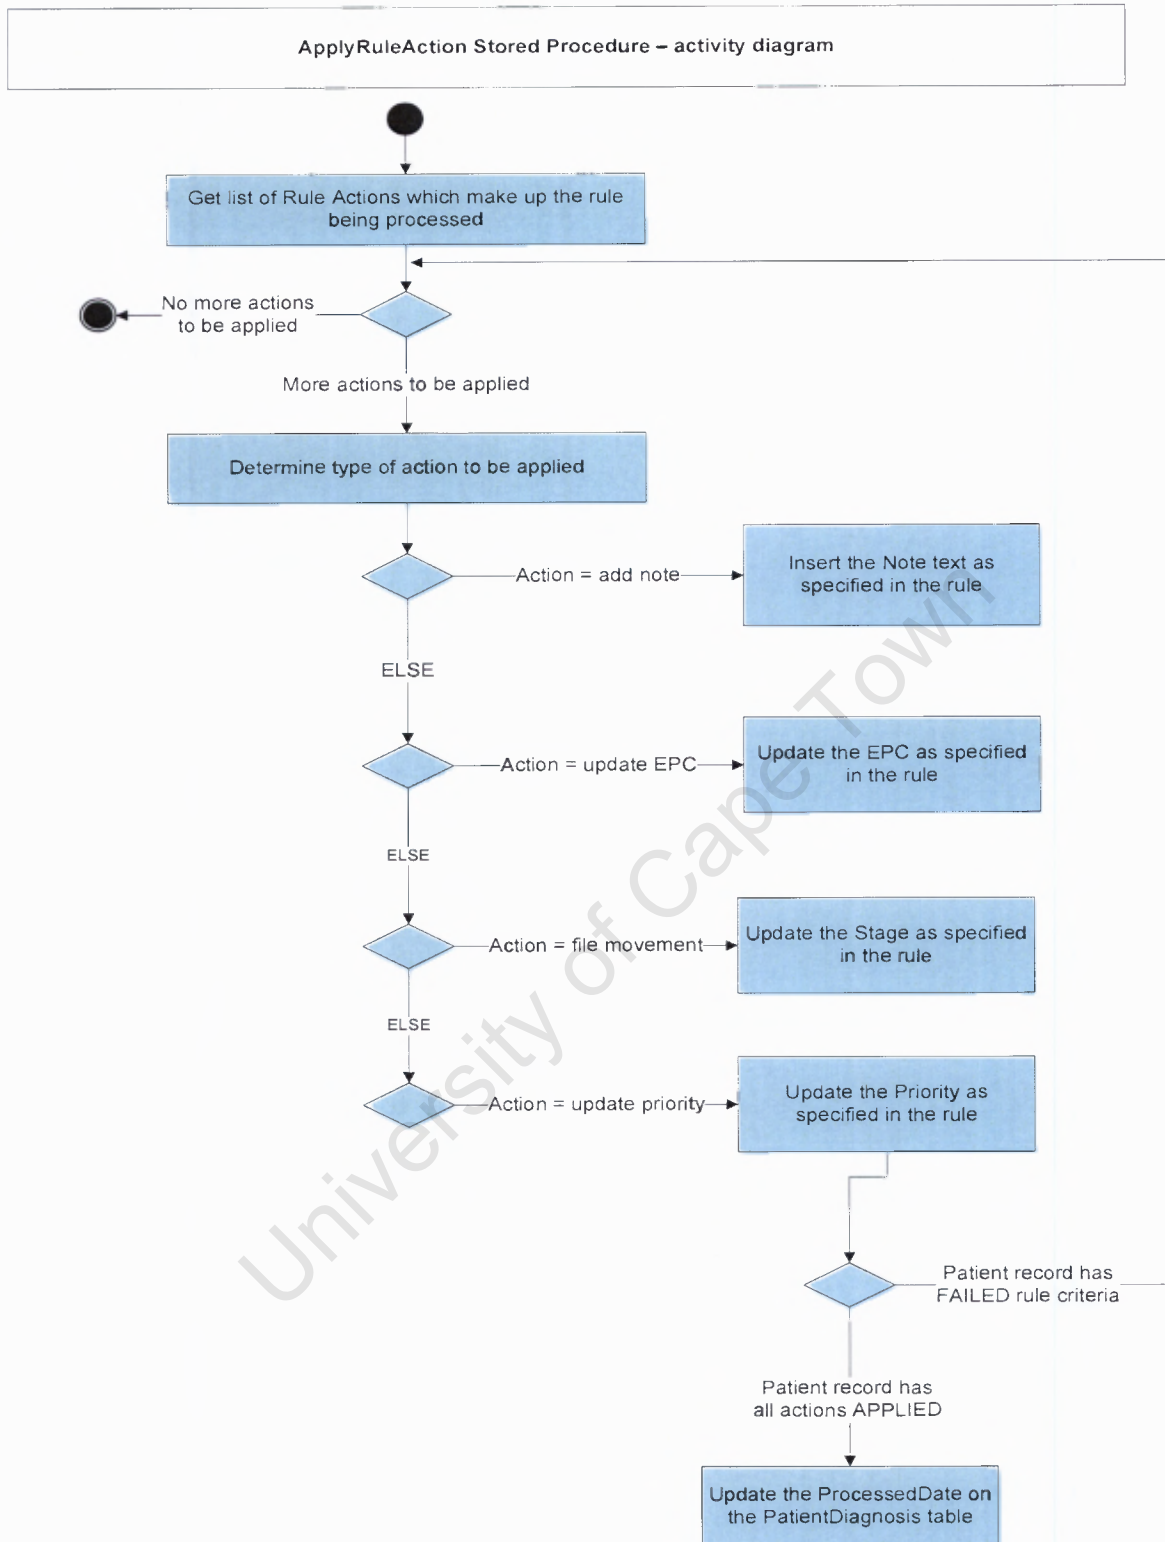 ApplyRuleAction Stored Procedure – activity diagram
Get list of Rule Actions which make up the rule
being processed
No more actions
to be applied
More actions to be applied
Determine type of action to be applied
Action = add note
Insert the Note text as
specified in the rule
ELSE
Action = update EPC
Update the EPC as specified
in the rule
ELSE
Action = file movement
Update the Stage as specified
in the rule
ELSE
Action = update priority
Update the Priority as
specified in the rule
Patient record has
FAILED rule criteria
Patient record has
all actions APPLIED
Update the ProcessedDate on
the PatientDiagnosis table
University of Cape Town